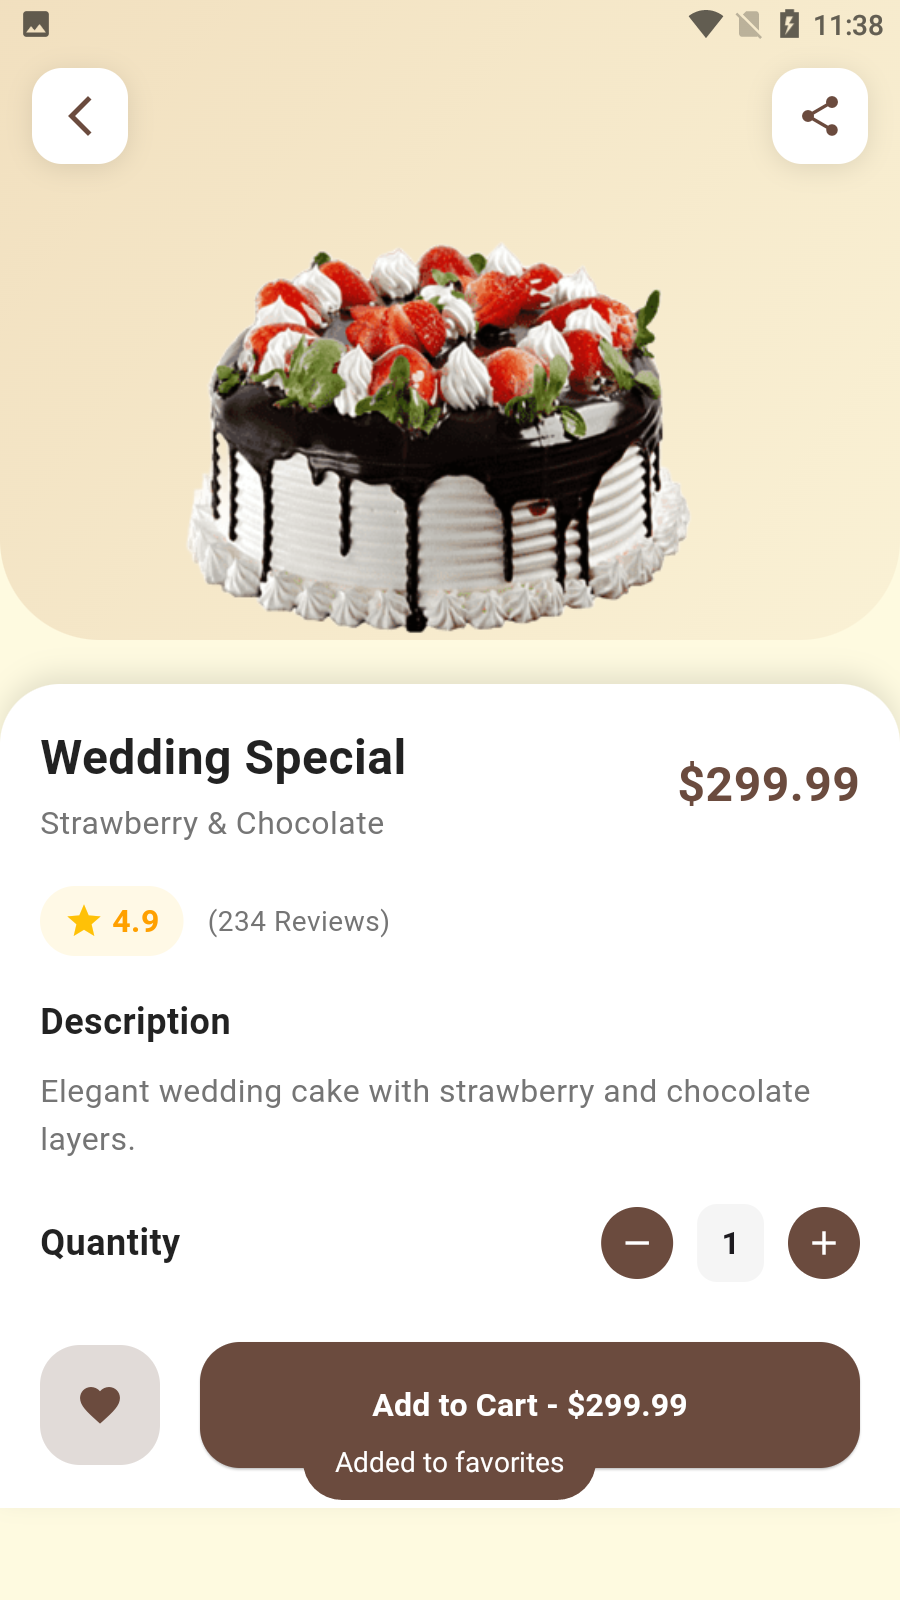 11:38
Wedding Special
$299.99
Strawberry & Chocolate
4.9 (234 Reviews)
Description
Elegant wedding cake with strawberry and chocolate
layers.
Quantity
1
Add to Cart - $299.99
Added to favorites